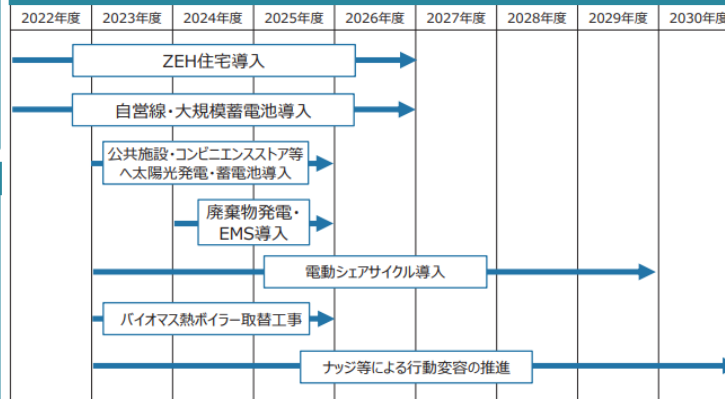 2022年度 2023年度 2024年度 2025年度 2026年度 2027年度 2028年度 2029年度 2030年度
ZEH住宅導入
自営線・大規模蓄電池導入
公共施設・コンビニエンスストア等
へ太陽光発電・蓄電池導入
廃棄物発電・
EMS導入
電動シェアサイクル導入
バイオマス熱ボイラー取替工事
ナッジ等による行動変容の推進